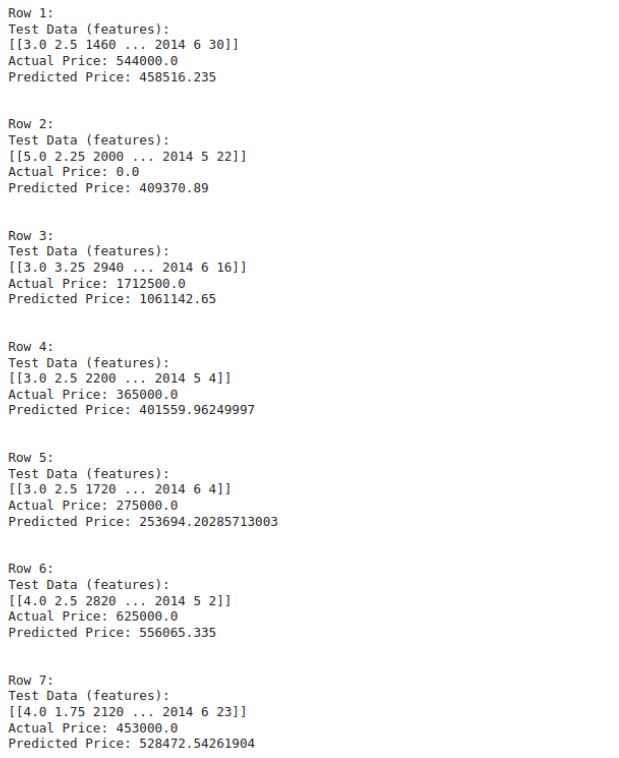 Row 1:
Test Data (features):
[[3.0 2.5 1460 ... 2014 6 30]]
Actual Price: 544000.0
Predicted Price: 458516.235
Row 2:
Test Data (features):
[[5.0 2.25 2000 ... 2014 5 22]]
Actual Price: 0.0
Predicted Price: 409370.89
Row 3:
Test Data (features):
[[3.0 3.25 2940 ... 2014 6 16]]
Actual Price: 1712500.0
Predicted Price: 1061142.65
Row 4:
Test Data (features):
[[3.0 2.5 2200 ... 2014 5 4]]
Actual Price: 365000.0
Predicted Price: 401559.96249997
Row 5:
Test Data (features):
[[3.0 2.5 1720 ... 2014 6 4]]
Actual Price: 275000.0
Predicted Price: 253694.20285713003
Row 6:
Test Data (features):
[[4.0 2.5 2820 ... 2014 5 2]]
Actual Price: 625000.0
Predicted Price: 556065.335
Row 7:
Test Data (features):
[[4.0 1.75 2120 ... 2014 6 23]]
Actual Price: 453000.0
Predicted Price: 528472.54261904